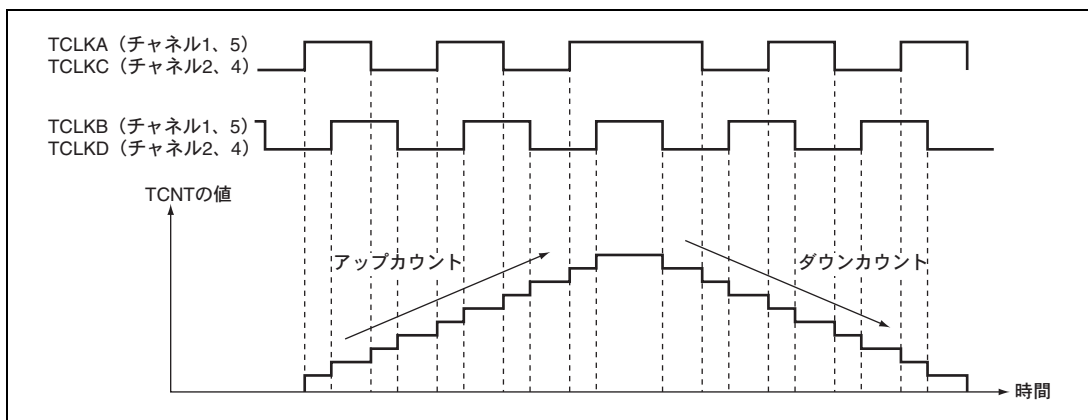 TCLKA（チャネル1、5）
TCLKC（チャネル2、4）
TCLKB（チャネル1、5）
TCLKD（チャネル2、4）
TCNTの値
アップカウント
ダウンカウント
時間